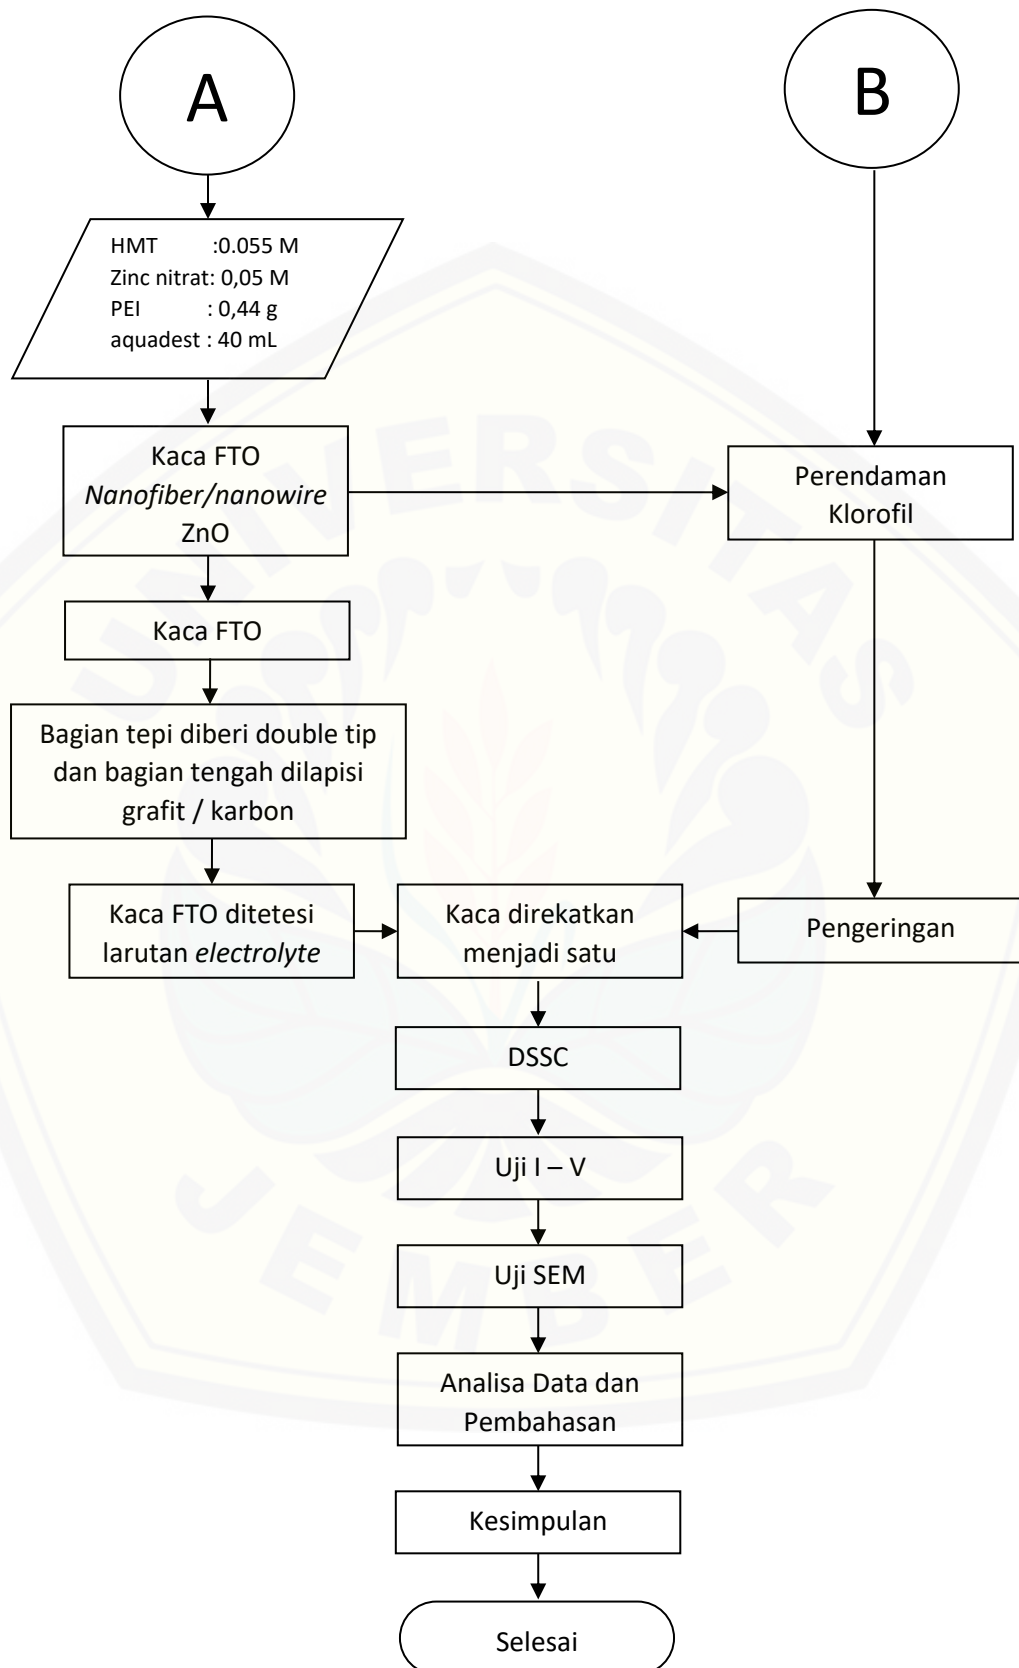 A
B
HMT :0.055 M
Zinc nitrat: 0,05 M
PEI : 0,44 g
aquadest : 40 mL
Kaca FTO
Nanofiber/nanowire
ZnO
Perendaman
Klorofil
Kaca FTO
Bagian tepi diberi double tip
dan bagian tengah dilapisi
grafit / karbon
Kaca FTO ditetesi
larutan electrolyte
Kaca direkatkan
menjadi satu
Pengeringan
DSSC
Uji I – V
Uji SEM
Analisa Data dan
Pembahasan
Kesimpulan
Selesai
UNIVERSITAS
JEMBER